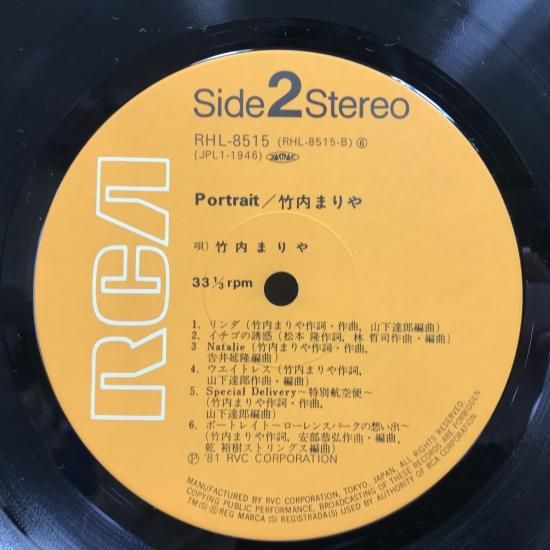 RCA
Side 2 Stereo
RHL-8515 (RHL-8515-B) ⑥
(JPL1-1946) JASRAC
Portrait/竹内まりや
唄) 竹内まりや
33 1/3 rpm
1. リンダ (竹内まりや作詞・作曲, 山下達郎編曲)
2. イチゴの誘惑 (松本 隆作詞, 林 哲司作曲・編曲)
3 Natalie (竹内まりや作詞・作曲,
告井延隆編曲)
4. ウエイトレス (竹内まりや作詞,
山下達郎作曲・編曲)
5. Special Delivery〜特別航空便〜
(竹内まりや作詞・作曲,
山下達郎編曲)
6. ポートレイト〜ローレンスパークの想い出〜
(竹内まりや作詞, 安部恭弘作曲・編曲,
乾 裕樹ストリングス編曲)
Ⓟ '81 RVC CORPORATION
MANUFACTURED BY RVC CORPORATION, TOKYO, JAPAN, ALL RIGHTS RESERVED,
COPYING PUBLIC PERFORMANCE, BROADCASTING OF THESE RECORDS ARE FORBIDDEN
TM(S) ® REG MARCA (S) REGISTRADA(S) USED BY AUTHORITY OF RCA CORPORATION.